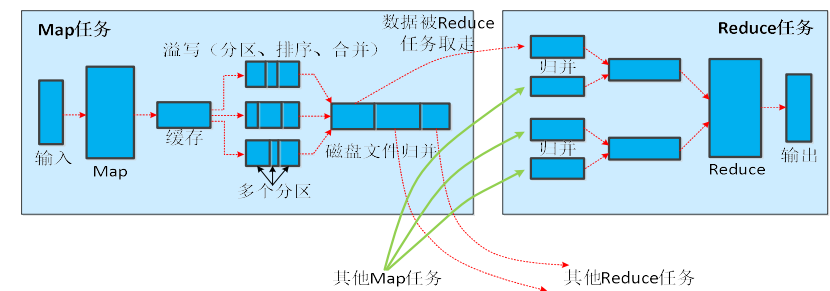 Map任务
溢写（分区、排序、合并）
输入
Map
缓存
多个分区
磁盘文件归并
数据被Reduce
任务取走
Reduce任务
归并
归并
Reduce
输出
其他Map任务
其他Reduce任务